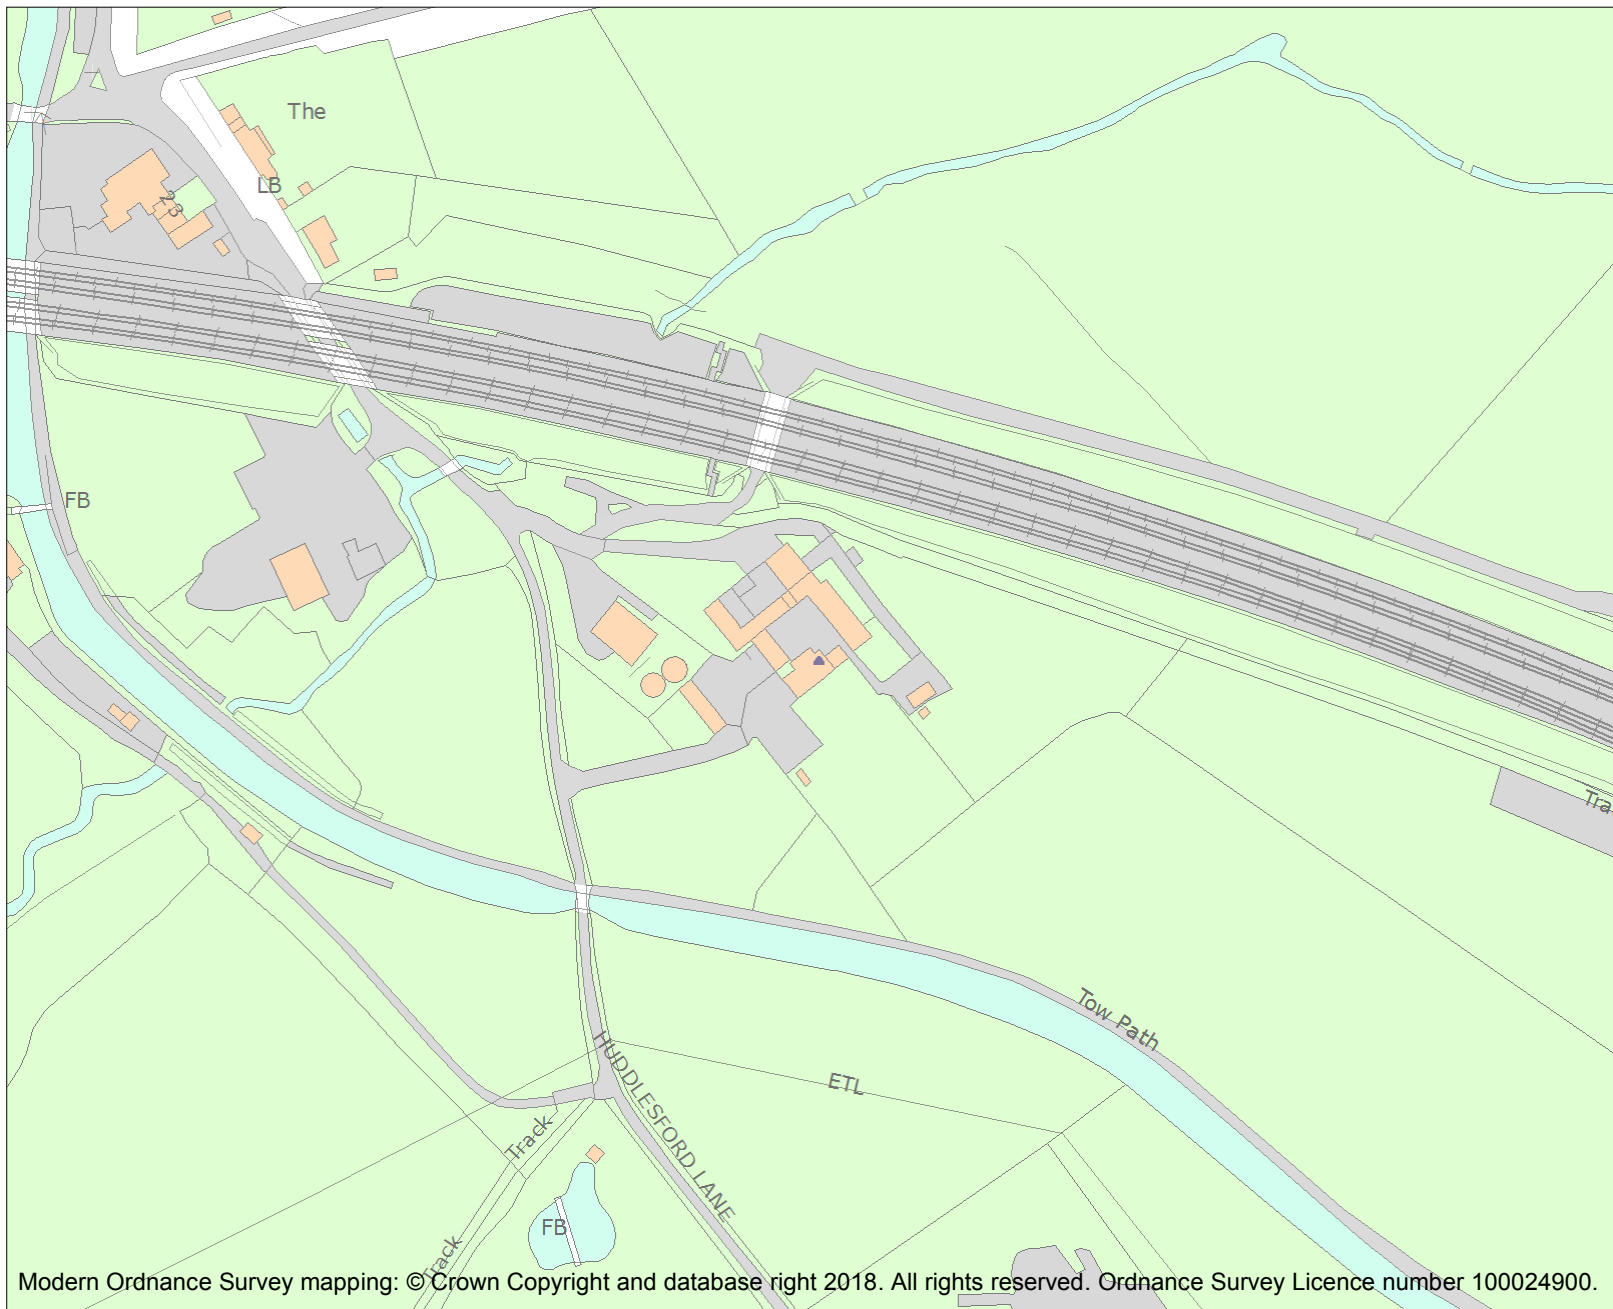 The
LB
23
FB
Tra
Tow Path
ETL
HUDDLESFORD LANE
Track
FB
Track
Modern Ordnance Survey mapping: © Crown Copyright and database right 2018. All rights reserved. Ordnance Survey Licence number 100024900.